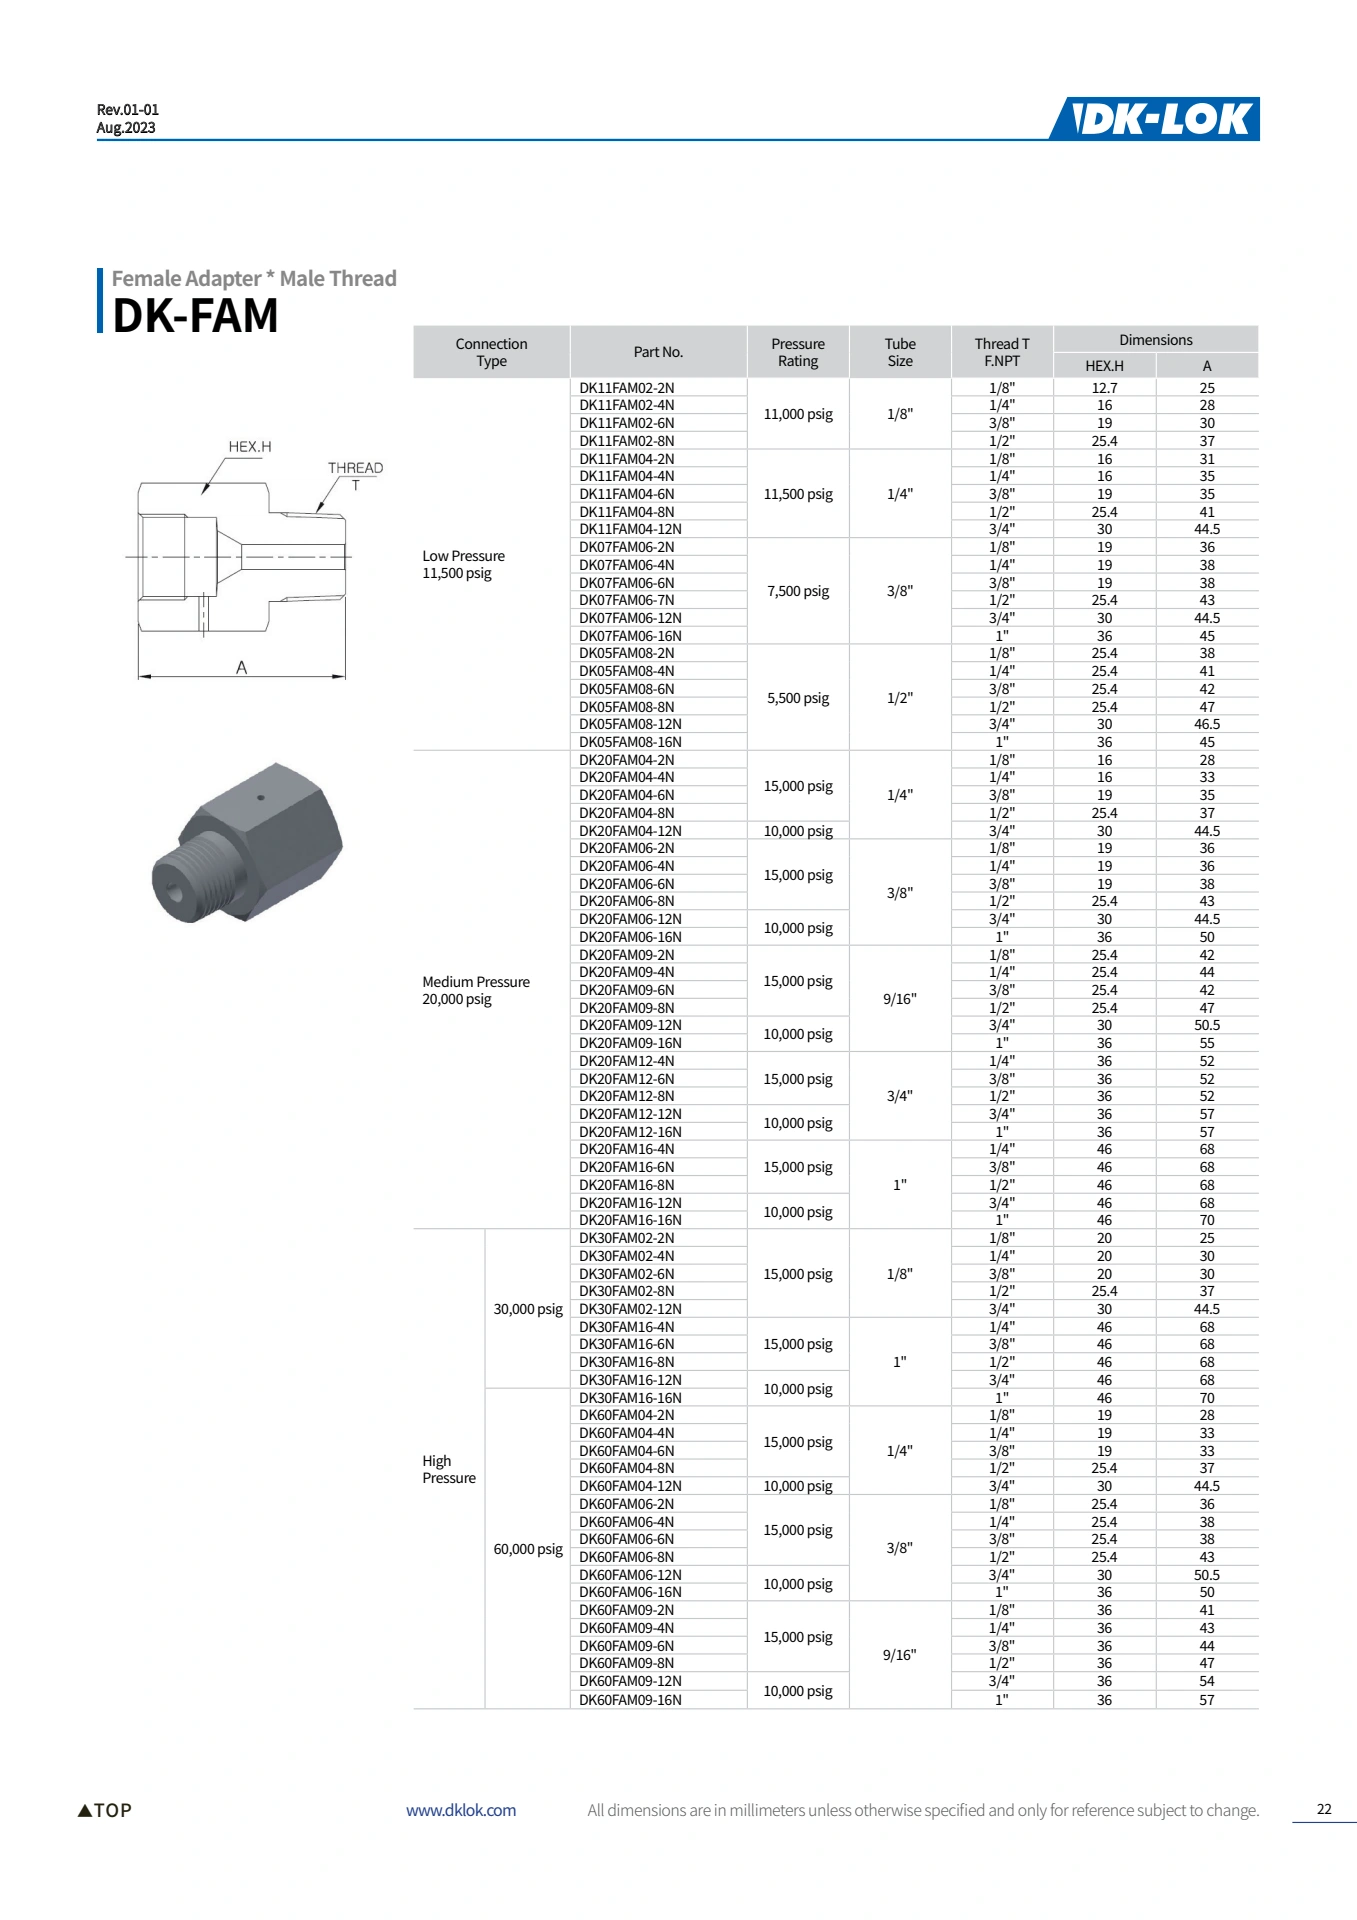 Rev.01-01
Aug.2023
DK-LOK
Female Adapter * Male Thread
DK-FAM
HEX.H
THREAD
T
A
Connection Type Part No. Pressure Rating Tube Size Thread T F.NPT Dimensions
HEX.H A
Low Pressure 11,500 psig
DK11FAM02-2N 11,000 psig 1/8" 1/8" 12.7 25
DK11FAM02-4N 1/4" 16 28
DK11FAM02-6N 3/8" 19 30
DK11FAM02-8N 1/2" 25.4 37
DK11FAM04-2N 11,500 psig 1/4" 1/8" 16 31
DK11FAM04-4N 1/4" 16 35
DK11FAM04-6N 3/8" 19 35
DK11FAM04-8N 1/2" 25.4 41
DK11FAM04-12N 3/4" 30 44.5
DK07FAM06-2N 7,500 psig 3/8" 1/8" 19 36
DK07FAM06-4N 1/4" 19 38
DK07FAM06-6N 3/8" 19 38
DK07FAM06-7N 1/2" 25.4 43
DK07FAM06-12N 3/4" 30 44.5
DK07FAM06-16N 1" 36 45
DK05FAM08-2N 5,500 psig 1/2" 1/8" 25.4 38
DK05FAM08-4N 1/4" 25.4 41
DK05FAM08-6N 3/8" 25.4 42
DK05FAM08-8N 1/2" 25.4 47
DK05FAM08-12N 3/4" 30 46.5
DK05FAM08-16N 1" 36 45
Medium Pressure 20,000 psig
DK20FAM04-2N 15,000 psig 1/4" 1/8" 16 28
DK20FAM04-4N 1/4" 16 33
DK20FAM04-6N 3/8" 19 35
DK20FAM04-8N 1/2" 25.4 37
DK20FAM04-12N 10,000 psig 3/4" 30 44.5
DK20FAM06-2N 15,000 psig 3/8" 1/8" 19 36
DK20FAM06-4N 1/4" 19 36
DK20FAM06-6N 3/8" 19 38
DK20FAM06-8N 1/2" 25.4 43
DK20FAM06-12N 10,000 psig 3/4" 30 44.5
DK20FAM06-16N 1" 36 50
DK20FAM09-2N 15,000 psig 9/16" 1/8" 25.4 42
DK20FAM09-4N 1/4" 25.4 44
DK20FAM09-6N 3/8" 25.4 42
DK20FAM09-8N 1/2" 25.4 47
DK20FAM09-12N 10,000 psig 3/4" 30 50.5
DK20FAM09-16N 1" 36 55
DK20FAM12-4N 15,000 psig 3/4" 1/4" 36 52
DK20FAM12-6N 3/8" 36 52
DK20FAM12-8N 1/2" 36 52
DK20FAM12-12N 10,000 psig 3/4" 36 57
DK20FAM12-16N 1" 36 57
DK20FAM16-4N 15,000 psig 1" 1/4" 46 68
DK20FAM16-6N 3/8" 46 68
DK20FAM16-8N 1/2" 46 68
DK20FAM16-12N 10,000 psig 3/4" 46 68
DK20FAM16-16N 1" 46 70
High Pressure
30,000 psig
DK30FAM02-2N 15,000 psig 1/8" 1/8" 20 25
DK30FAM02-4N 1/4" 20 30
DK30FAM02-6N 3/8" 20 30
DK30FAM02-8N 1/2" 25.4 37
DK30FAM02-12N 3/4" 30 44.5
DK30FAM16-4N 15,000 psig 1" 1/4" 46 68
DK30FAM16-6N 3/8" 46 68
DK30FAM16-8N 1/2" 46 68
DK30FAM16-12N 10,000 psig 3/4" 46 68
DK30FAM16-16N 1" 46 70
60,000 psig
DK60FAM04-2N 15,000 psig 1/4" 1/8" 19 28
DK60FAM04-4N 1/4" 19 33
DK60FAM04-6N 3/8" 19 33
DK60FAM04-8N 1/2" 25.4 37
DK60FAM04-12N 10,000 psig 3/4" 30 44.5
DK60FAM06-2N 15,000 psig 3/8" 1/8" 25.4 36
DK60FAM06-4N 1/4" 25.4 38
DK60FAM06-6N 3/8" 25.4 38
DK60FAM06-8N 1/2" 25.4 43
DK60FAM06-12N 10,000 psig 3/4" 30 50.5
DK60FAM06-16N 1" 36 50
DK60FAM09-2N 15,000 psig 9/16" 1/8" 36 41
DK60FAM09-4N 1/4" 36 43
DK60FAM09-6N 3/8" 36 44
DK60FAM09-8N 1/2" 36 47
DK60FAM09-12N 10,000 psig 3/4" 36 54
DK60FAM09-16N 1" 36 57
▲TOP
www.dklok.com
All dimensions are in millimeters unless otherwise specified and only for reference subject to change.
22